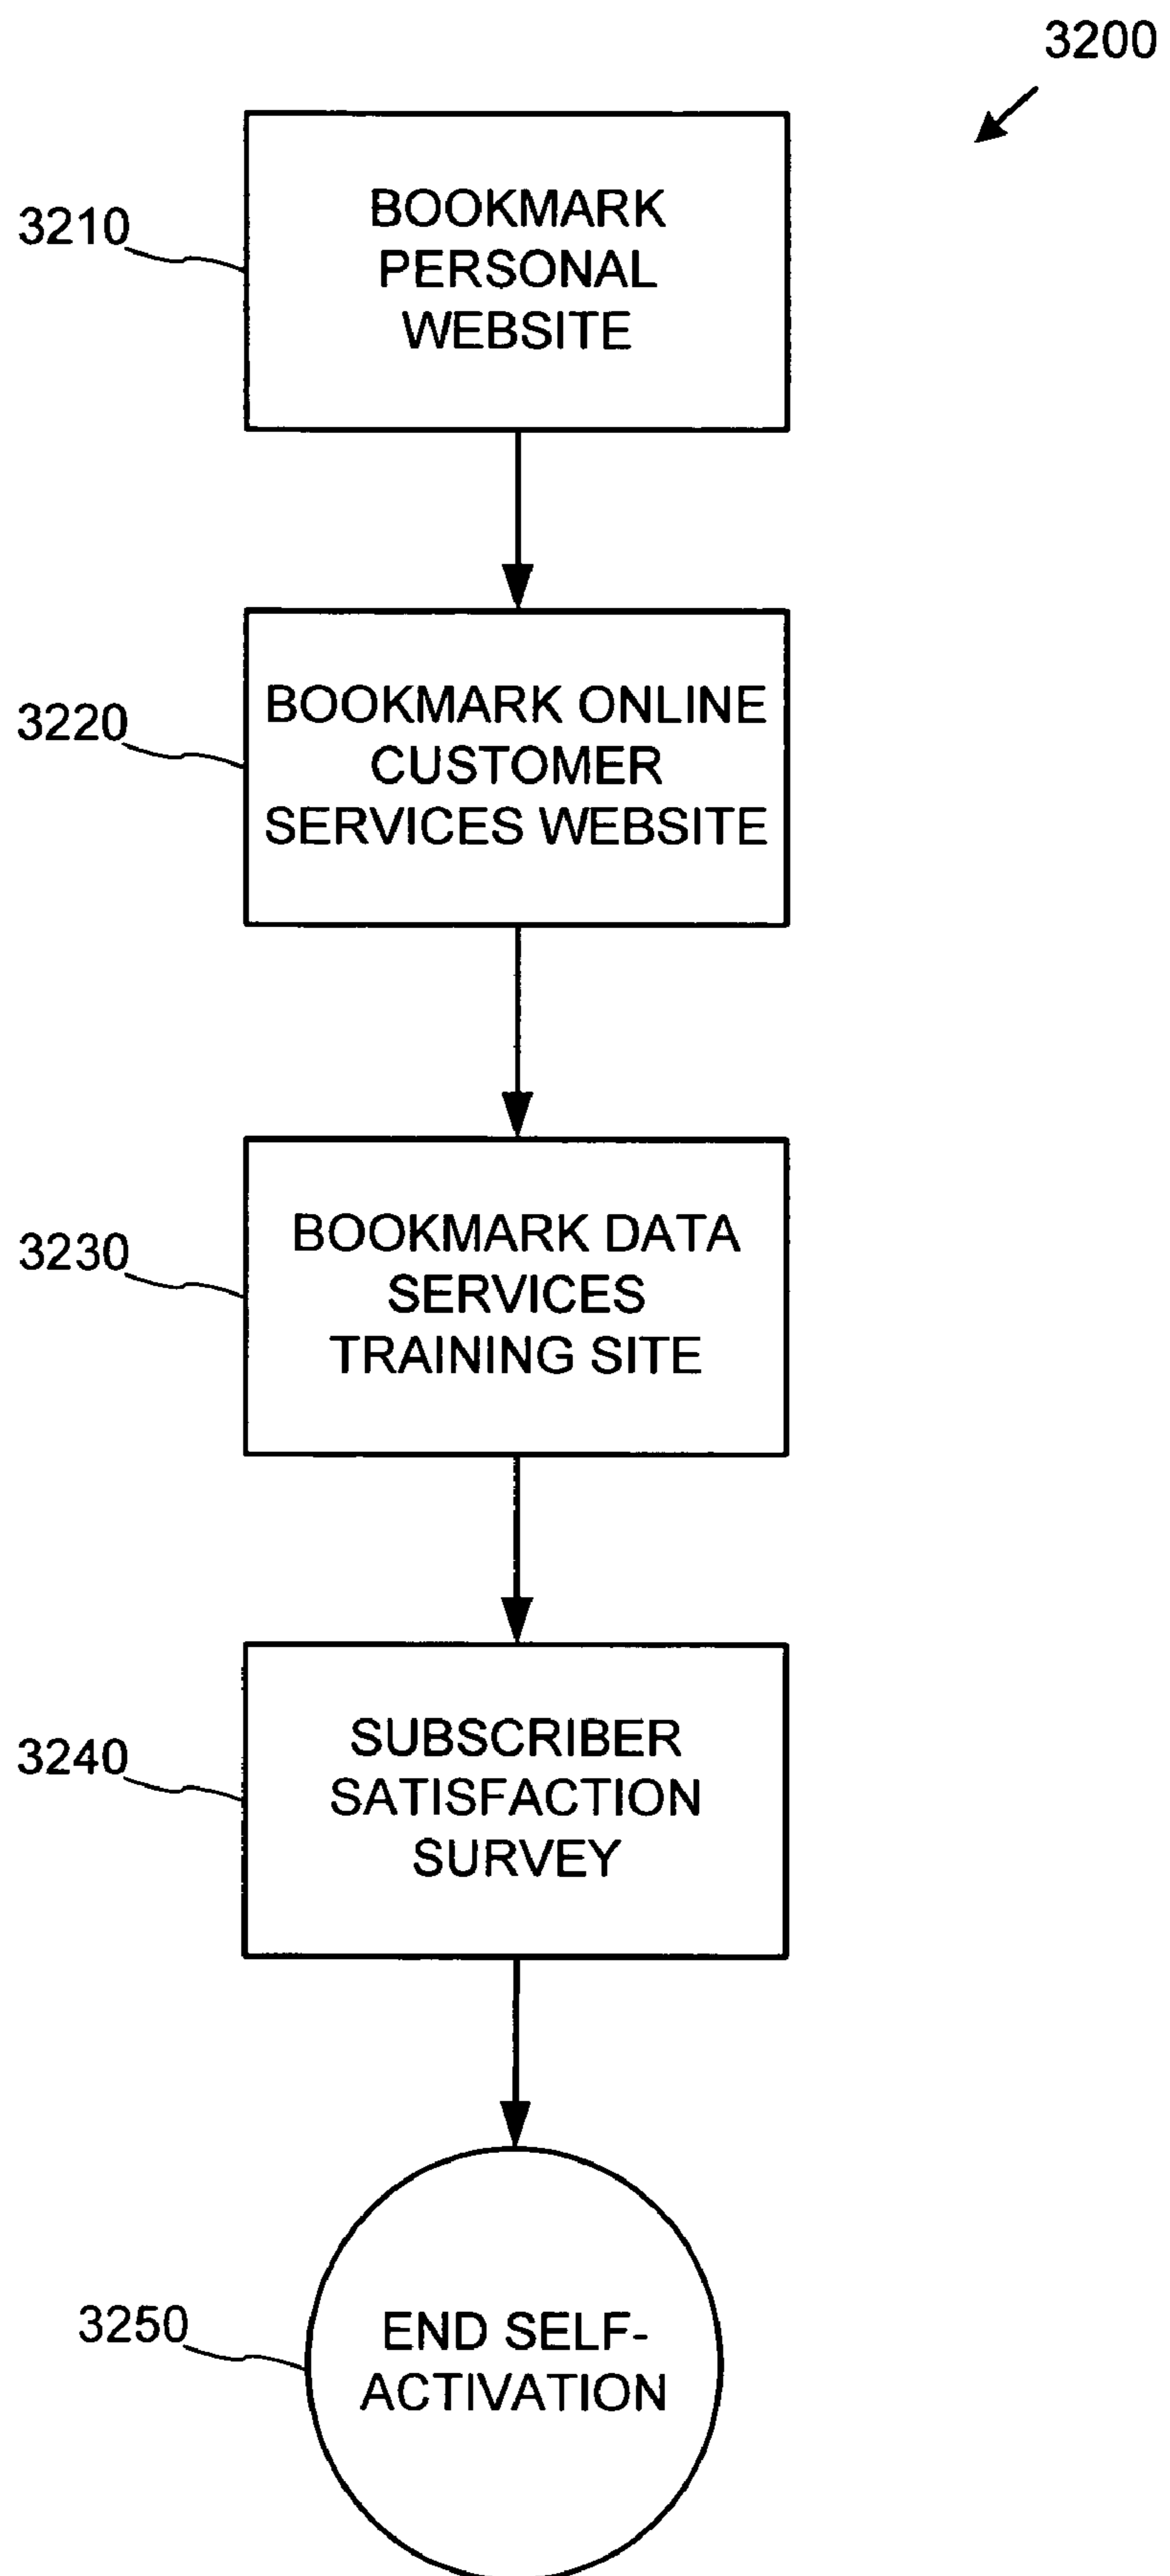 3200
3210
BOOKMARK
PERSONAL
WEBSITE
3220
BOOKMARK ONLINE
CUSTOMER
SERVICES WEBSITE
3230
BOOKMARK DATA
SERVICES
TRAINING SITE
3240
SUBSCRIBER
SATISFACTION
SURVEY
3250
END SELF-
ACTIVATION